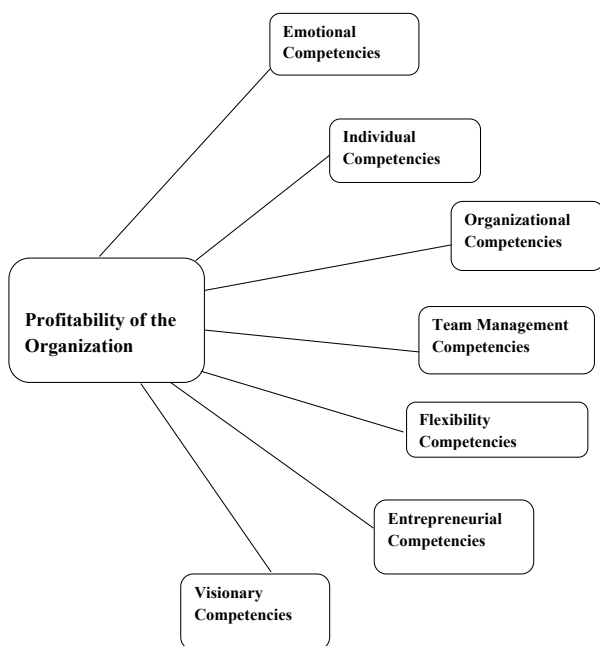 Emotional
Competencies
Individual
Competencies
Organizational
Competencies
Profitability of the
Organization
Team Management
Competencies
Flexibility
Competencies
Entrepreneurial
Competencies
Visionary
Competencies